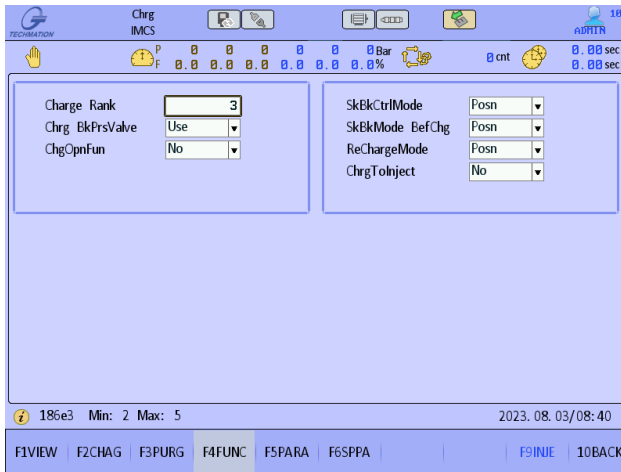 TECHMATION
Chrg
IMCS
10
ADMIN
P 0 0 0 0 0 0 Bar
F 0.0 0.0 0.0 0.0 0.0 0.0%
0 cnt
0.00 sec
0.00 sec
Charge Rank 3
Chrg BkPrsValve Use
ChgOpnFun No
SkBkCtrlMode Posn
SkBkMode BefChg Posn
ReChargeMode Posn
ChrgToInject No
186e3 Min: 2 Max: 5
2023. 08. 03/08:40
F1VIEW F2CHAG F3PURG F4FUNC F5PARA F6SPPA F9INJE 10BACK